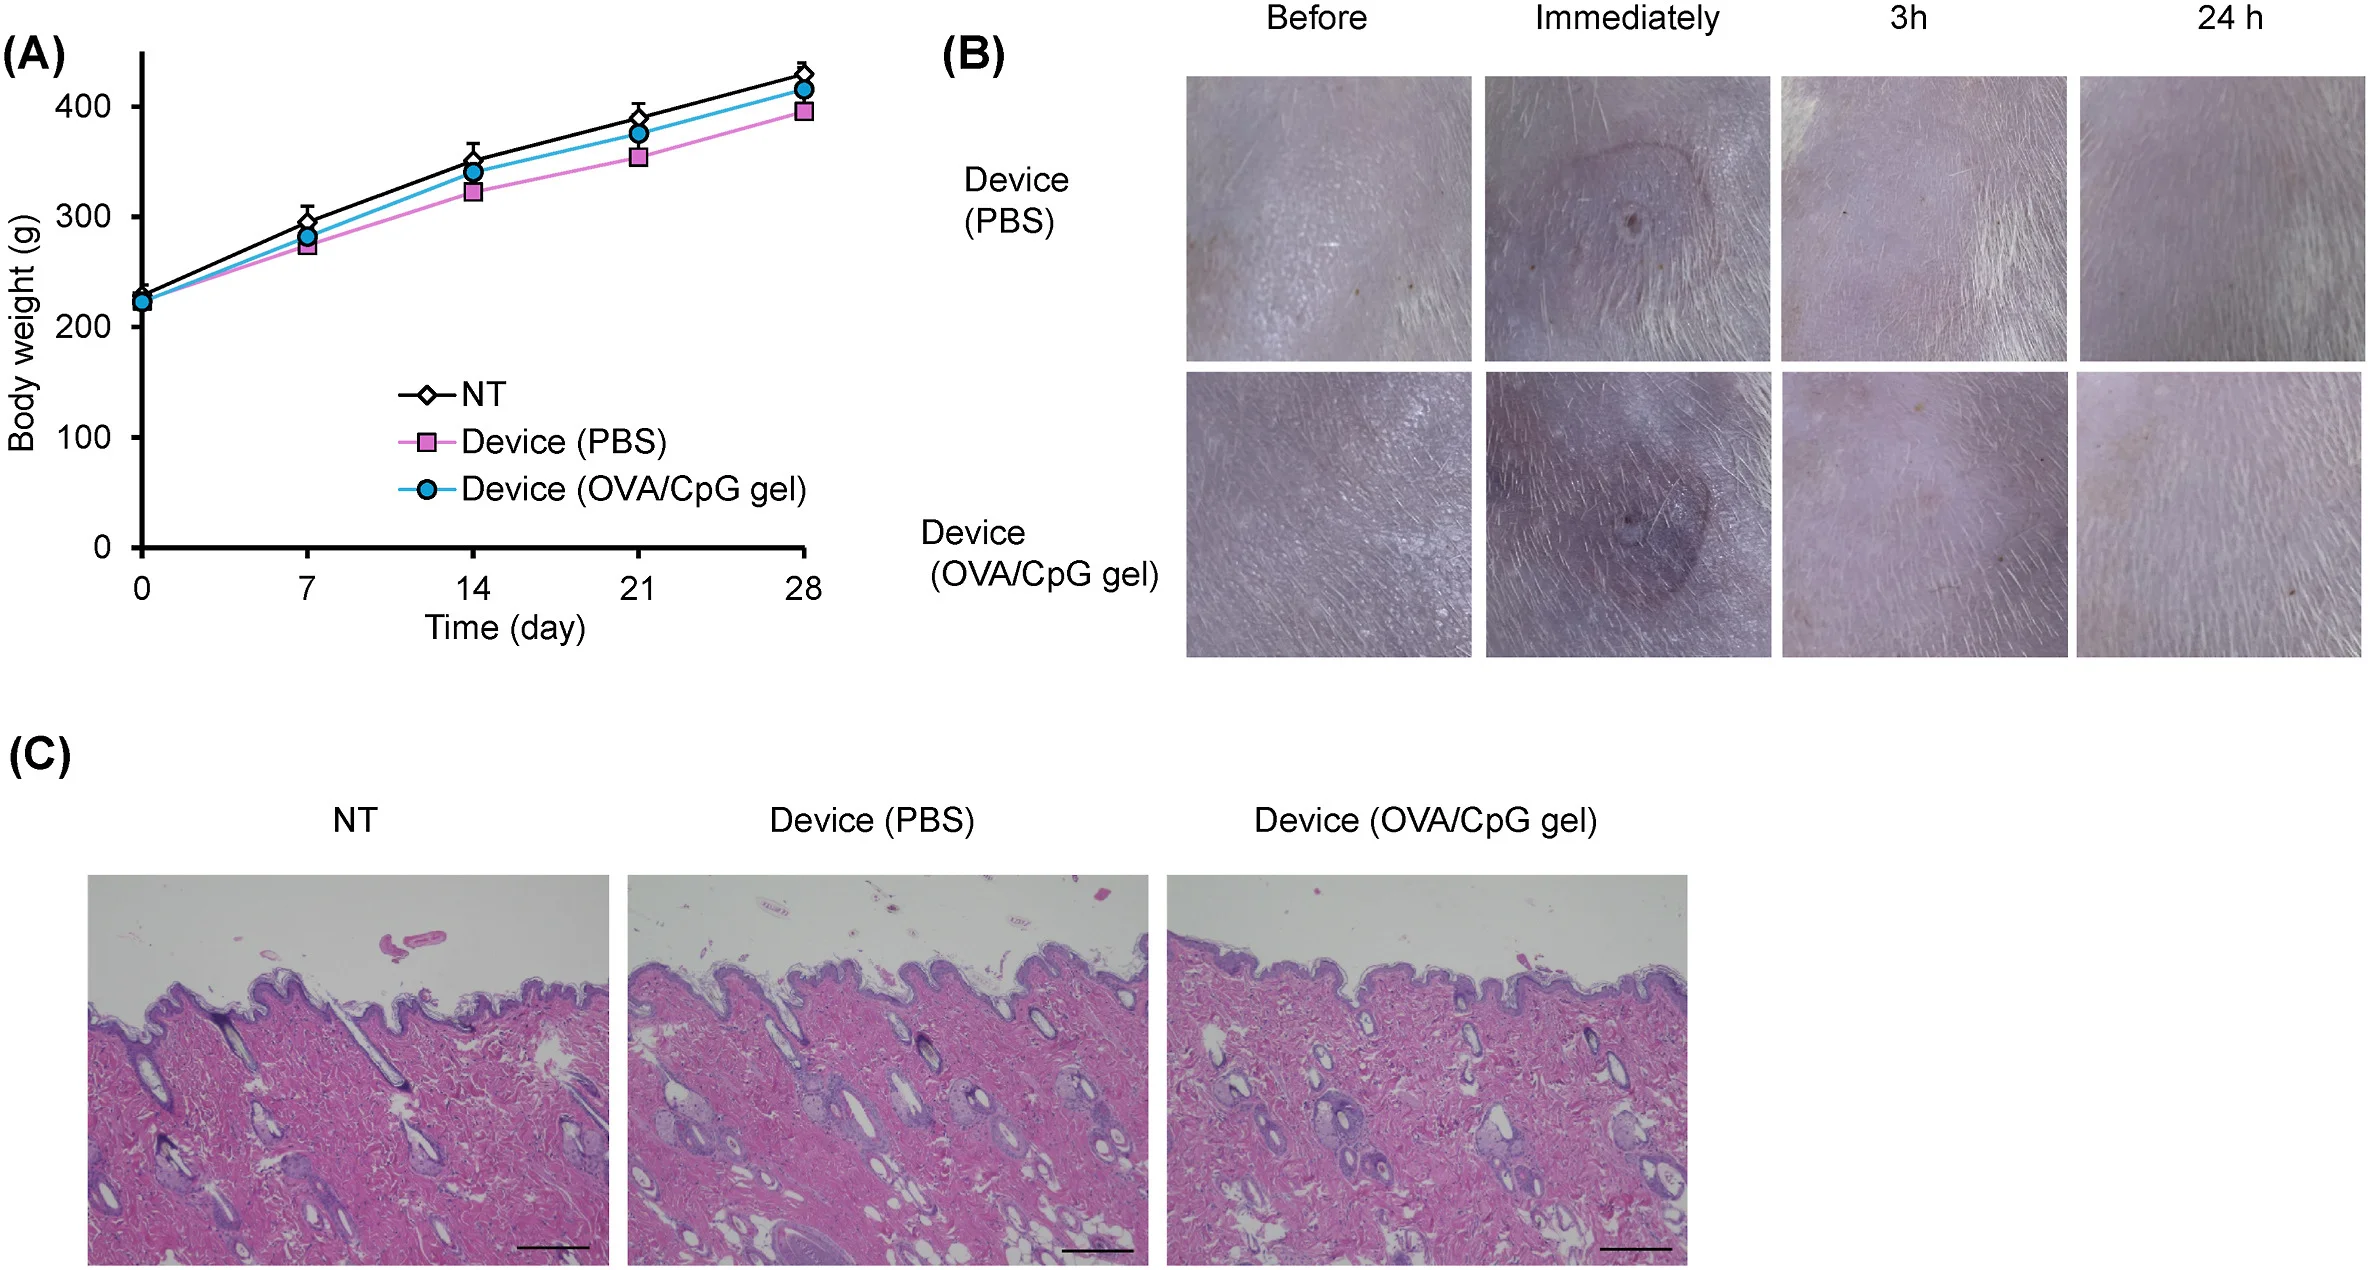 (A)
Body weight (g)
400
300
200
100
0
0 7 14 21 28
Time (day)
NT
Device (PBS)
Device (OVA/CpG gel)
(B)
Before Immediately 3h 24 h
Device
(PBS)
Device
(OVA/CpG gel)
(C)
NT Device (PBS) Device (OVA/CpG gel)